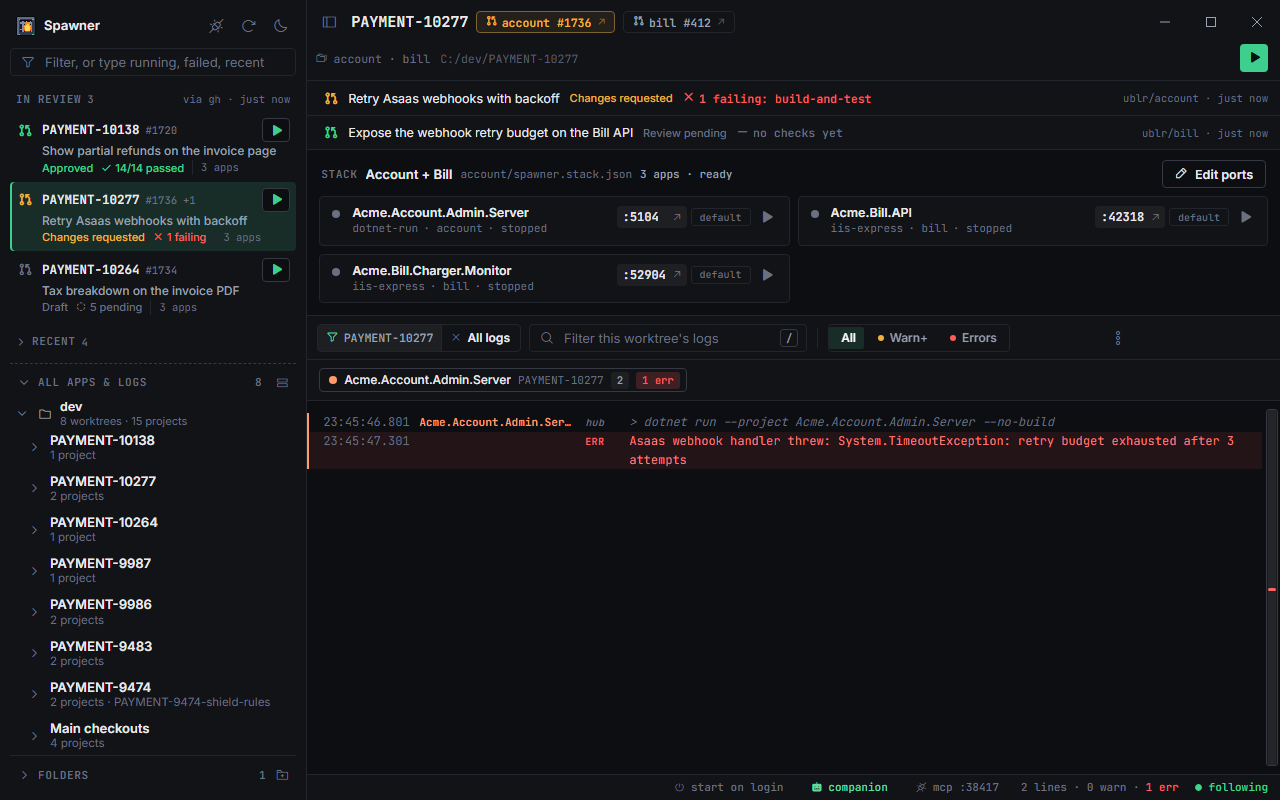 Spawner
Filter, or type running, failed, recent
IN REVIEW 3 via gh · just now
PAYMENT-10138 #1720
Show partial refunds on the invoice page
Approved 14/14 passed 3 apps
PAYMENT-10277 #1736 +1
Retry Asaas webhooks with backoff
Changes requested 1 failing 3 apps
PAYMENT-10264 #1734
Tax breakdown on the invoice PDF
Draft 5 pending 3 apps
RECENT 4
ALL APPS & LOGS 8
dev
8 worktrees · 15 projects
PAYMENT-10138
1 project
PAYMENT-10277
2 projects
PAYMENT-10264
1 project
PAYMENT-9987
1 project
PAYMENT-9986
2 projects
PAYMENT-9483
2 projects
PAYMENT-9474
2 projects · PAYMENT-9474-shield-rules
Main checkouts
4 projects
FOLDERS 1
PAYMENT-10277 account #1736 ↗ bill #412 ↗
account · bill C:/dev/PAYMENT-10277
Retry Asaas webhooks with backoff Changes requested ✕ 1 failing: build-and-test ublr/account · just now
Expose the webhook retry budget on the Bill API Review pending — no checks yet ublr/bill · just now
STACK Account + Bill account/spawner.stack.json 3 apps · ready Edit ports
Acme.Account.Admin.Server :5104 ↗ default
dotnet-run · account · stopped
Acme.Bill.API :42318 ↗ default
iis-express · bill · stopped
Acme.Bill.Charger.Monitor :52904 ↗ default
iis-express · bill · stopped
PAYMENT-10277 All logs Filter this worktree's logs / All Warn+ Errors
Acme.Account.Admin.Server PAYMENT-10277 2 1 err
23:45:46.801 Acme.Account.Admin.Ser… hub > dotnet run --project Acme.Account.Admin.Server --no-build
23:45:47.301 ERR Asaas webhook handler threw: System.TimeoutException: retry budget exhausted after 3
attempts
start on login companion mcp :38417 2 lines · 0 warn · 1 err following